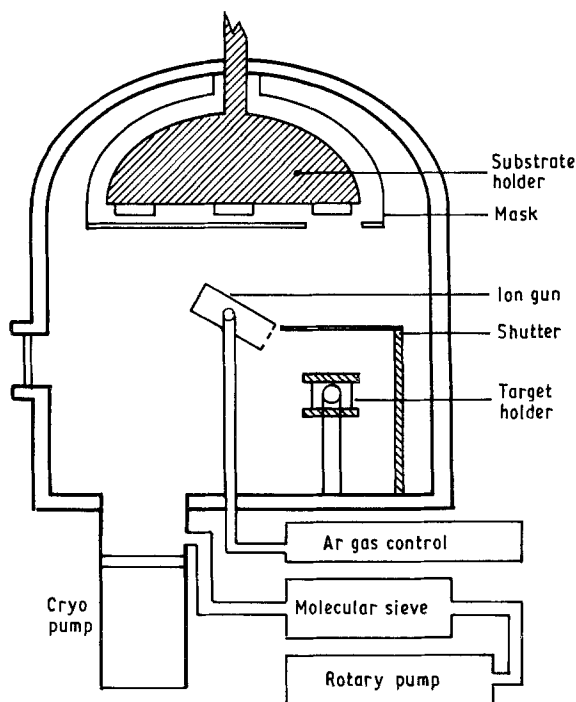 Substrate
holder
Mask
Ion gun
Shutter
Target
holder
Ar gas control
Cryo
pump
Molecular sieve
Rotary pump